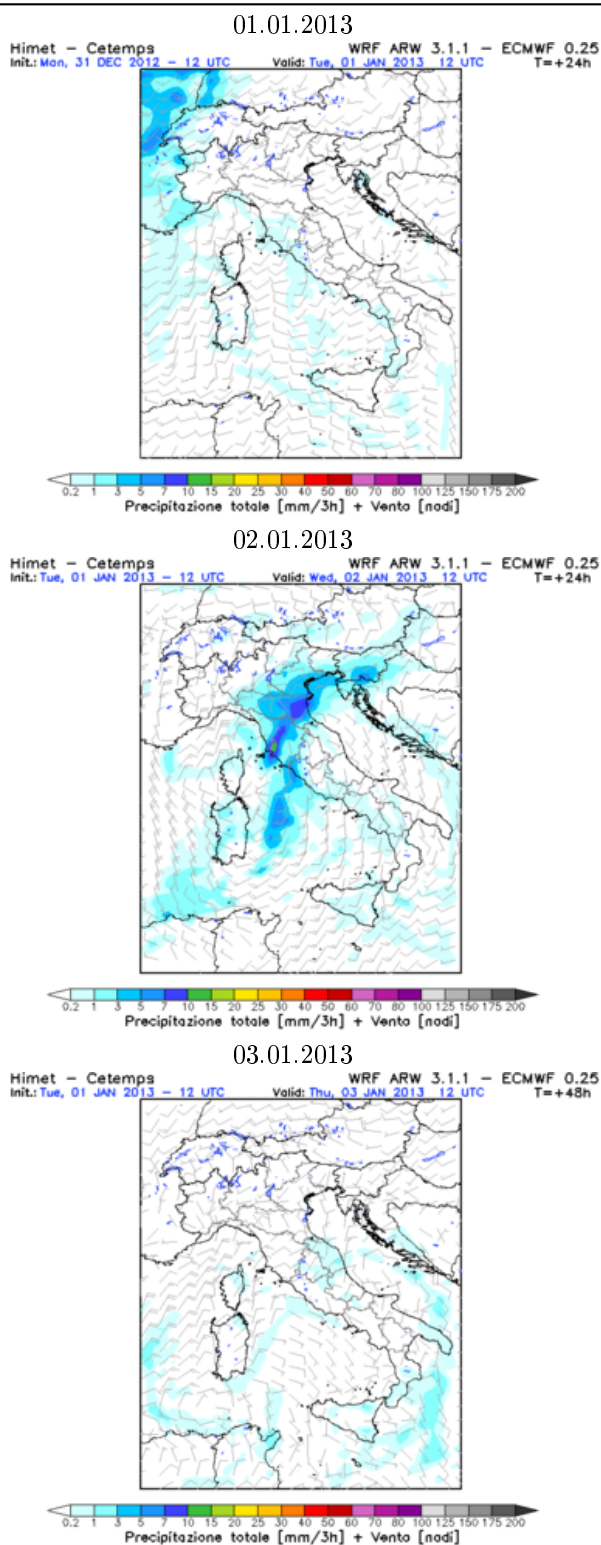 01.01.2013
Himet – Cetemps WRF ARW 3.1.1 – ECMWF 0.25
Init.: Mon, 31 DEC 2012 – 12 UTC Valid: Tue, 01 JAN 2013 12 UTC T=+24h
0.2 1 3 5 7 10 15 20 25 30 40 50 60 70 80 100 125 150 175 200
Precipitazione totale [mm/3h] + Vento [nodi]
02.01.2013
Himet – Cetemps WRF ARW 3.1.1 – ECMWF 0.25
Init.: Tue, 01 JAN 2013 – 12 UTC Valid: Wed, 02 JAN 2013 12 UTC T=+24h
0.2 1 3 5 7 10 15 20 25 30 40 50 60 70 80 100 125 150 175 200
Precipitazione totale [mm/3h] + Vento [nodi]
03.01.2013
Himet – Cetemps WRF ARW 3.1.1 – ECMWF 0.25
Init.: Tue, 01 JAN 2013 – 12 UTC Valid: Thu, 03 JAN 2013 12 UTC T=+48h
0.2 1 3 5 7 10 15 20 25 30 40 50 60 70 80 100 125 150 175 200
Precipitazione totale [mm/3h] + Vento [nodi]